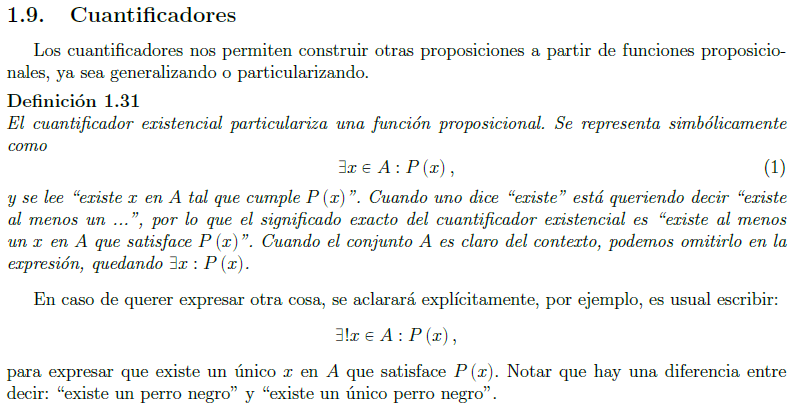 1.9. Cuantificadores
Los cuantificadores nos permiten construir otras proposiciones a partir de funciones proposicio-
nales, ya sea generalizando o particularizando.
Definición 1.31
El cuantificador existencial particulariza una función proposicional. Se representa simbólicamente
como
∃x ∈ A : P (x) , (1)
y se lee “existe x en A tal que cumple P (x)”. Cuando uno dice “existe” está queriendo decir “existe
al menos un ...”, por lo que el significado exacto del cuantificador existencial es “existe al menos
un x en A que satisface P (x)”. Cuando el conjunto A es claro del contexto, podemos omitirlo en la
expresión, quedando ∃x : P (x).
En caso de querer expresar otra cosa, se aclarará explícitamente, por ejemplo, es usual escribir:
∃!x ∈ A : P (x) ,
para expresar que existe un único x en A que satisface P (x). Notar que hay una diferencia entre
decir: “existe un perro negro” y “existe un único perro negro”.